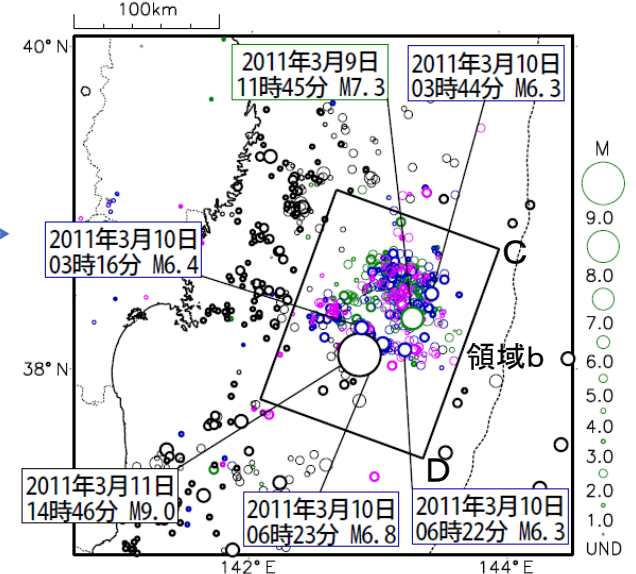 100km
40°N
2011年3月9日
11時45分 M7.3
2011年3月10日
03時44分 M6.3
M
9.0
8.0
7.0
6.0
5.0
4.0
3.0
2.0
1.0
UND
2011年3月10日
03時16分 M6.4
C
領域b
38°N
D
2011年3月11日
14時46分 M9.0
2011年3月10日
06時23分 M6.8
2011年3月10日
06時22分 M6.3
142°E
144°E